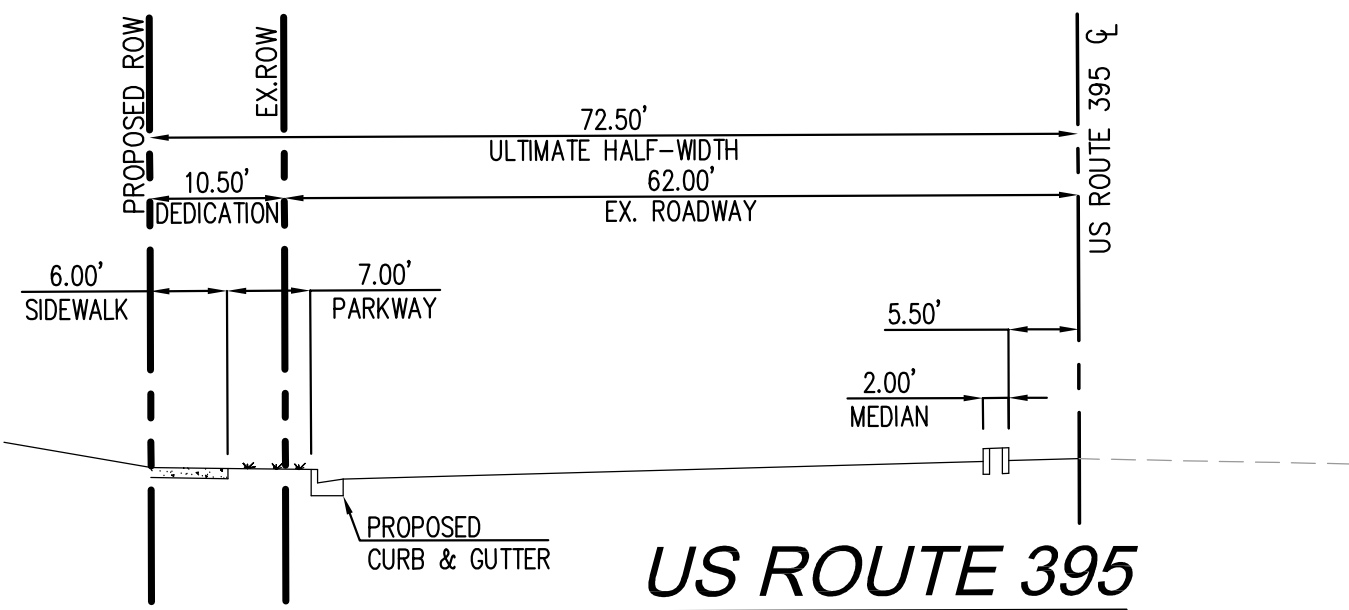 PROPOSED ROW
EX.ROW
US ROUTE 395 ℄
72.50'
ULTIMATE HALF-WIDTH
10.50'
DEDICATION
62.00'
EX. ROADWAY
6.00'
SIDEWALK
7.00'
PARKWAY
5.50'
2.00'
MEDIAN
PROPOSED
CURB & GUTTER
US ROUTE 395